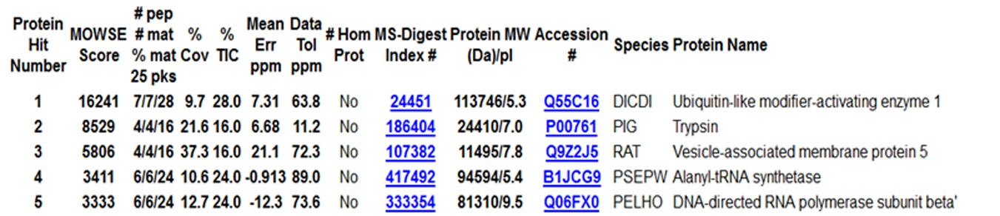 Protein Hit Number MOWSE Score # pep # mat % mat 25 pks % Cov % TIC Mean Err ppm Data Tol ppm # Hom Prot MS-Digest Index # Protein MW (Da)/pI Accession # Species Protein Name
1 16241 7/7/28 9.7 28.0 7.31 63.8 No 24451 113746/5.3 Q55C16 DICDI Ubiquitin-like modifier-activating enzyme 1
2 8529 4/4/16 21.6 16.0 6.68 11.2 No 186404 24410/7.0 P00761 PIG Trypsin
3 5806 4/4/16 37.3 16.0 21.1 72.3 No 107382 11495/7.8 Q9Z2J5 RAT Vesicle-associated membrane protein 5
4 3411 6/6/24 10.6 24.0 -0.913 89.0 No 417492 94594/5.4 B1JCG9 PSEPW Alanyl-tRNA synthetase
5 3333 6/6/24 12.7 24.0 -12.3 73.6 No 333354 81310/9.5 Q06FX0 PELHO DNA-directed RNA polymerase subunit beta'